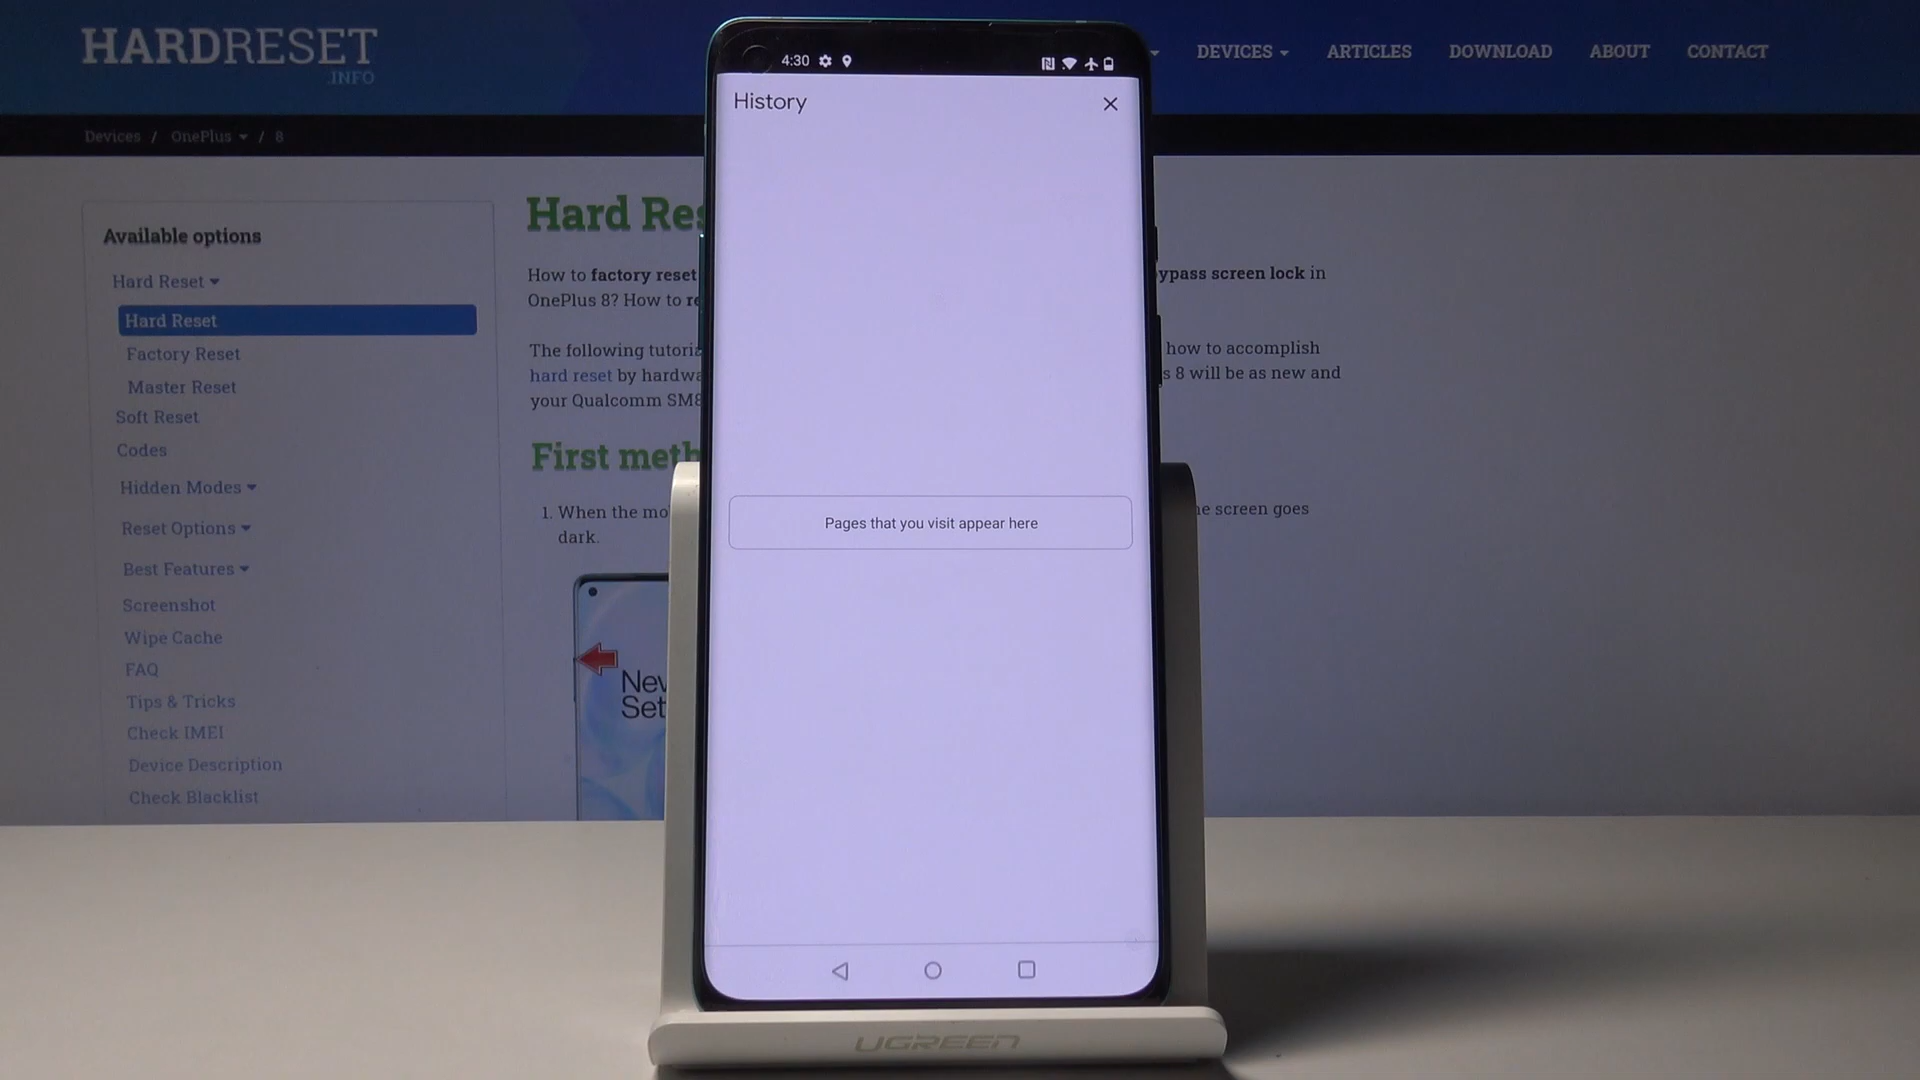 HARDRESET
.INFO
DEVICES
ARTICLES
DOWNLOAD
ABOUT
CONTACT
Devices / OnePlus / 8
Available options
Hard Reset
Hard Reset
Factory Reset
Master Reset
Soft Reset
Codes
Hidden Modes
Reset Options
Best Features
Screenshot
Wipe Cache
FAQ
Tips & Tricks
Check IMEI
Device Description
Check Blacklist
Hard Res
How to factory reset
ypass screen lock in
OnePlus 8? How to re
The following tutoria
how to accomplish
hard reset by hardwa
s 8 will be as new and
your Qualcomm SM8
First meth
1. When the mo
e screen goes
dark.
New
Set
4:30
History
Pages that you visit appear here
UGREEN